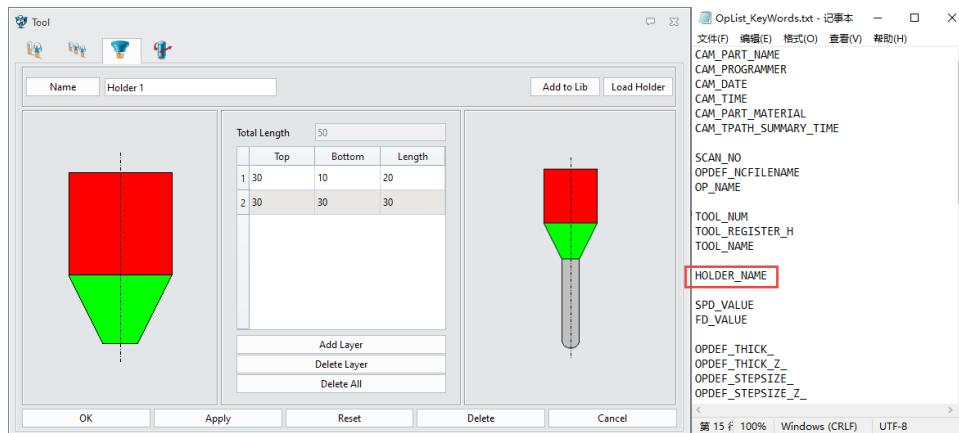 Tool
Name
Holder 1
Add to Lib
Load Holder
Total Length
50
Top Bottom Length
1 30 10 20
2 30 30 30
Add Layer
Delete Layer
Delete All
OK
Apply
Reset
Delete
Cancel
OpList_KeyWords.txt - 记事本
文件(F) 编辑(E) 格式(O) 查看(V) 帮助(H)
CAM_PART_NAME
CAM_PROGRAMMER
CAM_DATE
CAM_TIME
CAM_PART_MATERIAL
CAM_TPATH_SUMMARY_TIME
SCAN_NO
OPDEF_NCFILENAME
OP_NAME
TOOL_NUM
TOOL_REGISTER_H
TOOL_NAME
HOLDER_NAME
SPD_VALUE
FD_VALUE
OPDEF_THICK_
OPDEF_THICK_Z_
OPDEF_STEPSIZE_
OPDEF_STEPSIZE_Z_
第 15 行 100% Windows (CRLF) UTF-8